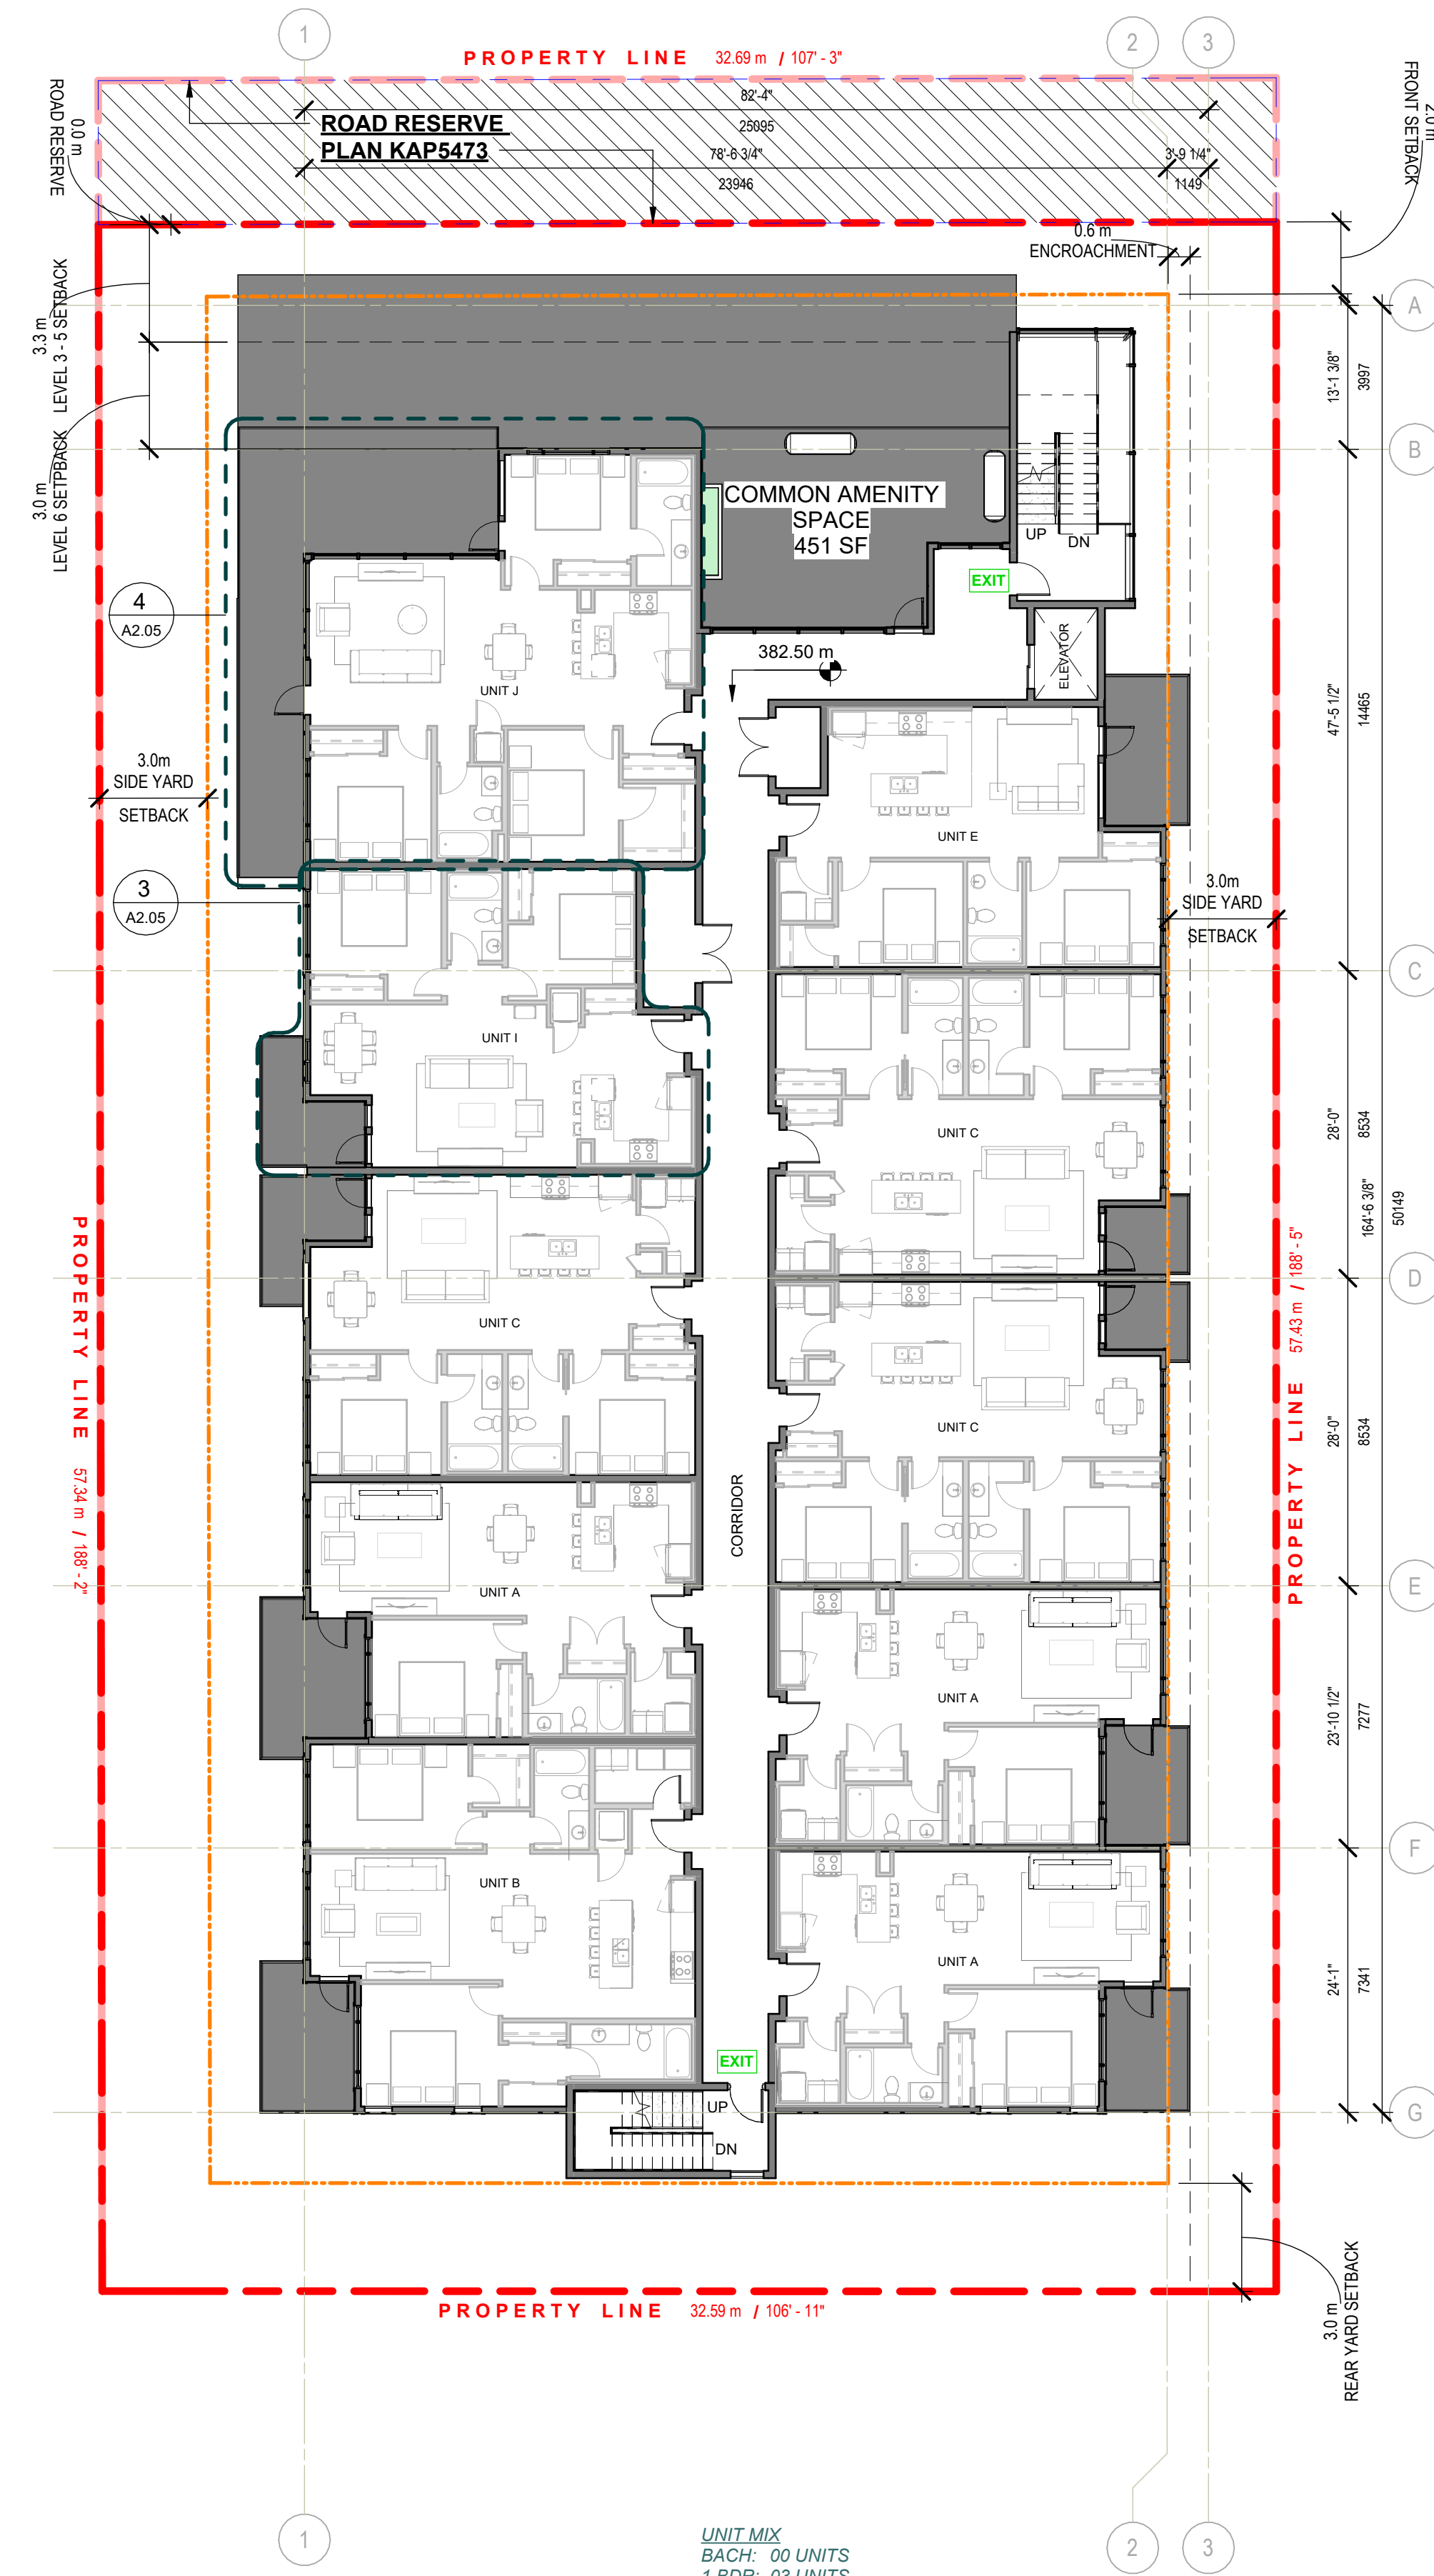 1
2
3
PROPERTY LINE 32.69 m / 107' - 3"
ROAD RESERVE
0.0 m
FRONT SETBACK
82'-4"
25095
ROAD RESERVE
PLAN KAP5473
78'-6 3/4"
23946
3'-9 1/4"
1149
0.6 m
ENCROACHMENT
3.3 m
LEVEL 3 - 5 SETBACK
3.0 m
LEVEL 6 SETPBACK
A
13'-1 3/8"
3997
B
COMMON AMENITY
SPACE
451 SF
UP
DN
EXIT
4
A2.05
ELEVATOR
382.50 m
UNIT J
47'-5 1/2"
14465
3.0m
SIDE YARD
SETBACK
UNIT E
3
A2.05
3.0m
SIDE YARD
SETBACK
C
UNIT I
UNIT C
28'-0"
8534
164'-6 3/8"
50149
PROPERTY LINE 57.34 m / 188' - 2"
PROPERTY LINE 57.43 m / 188' - 5"
D
UNIT C
UNIT C
28'-0"
8534
CORRIDOR
E
UNIT A
UNIT A
23'-10 1/2"
7277
F
UNIT B
UNIT A
24'-1"
7341
EXIT
UP
DN
G
3.0 m
REAR YARD SETBACK
PROPERTY LINE 32.59 m / 106' - 11"
1
2
3
UNIT MIX
BACH: 00 UNITS
1 BDR: 03 UNITS